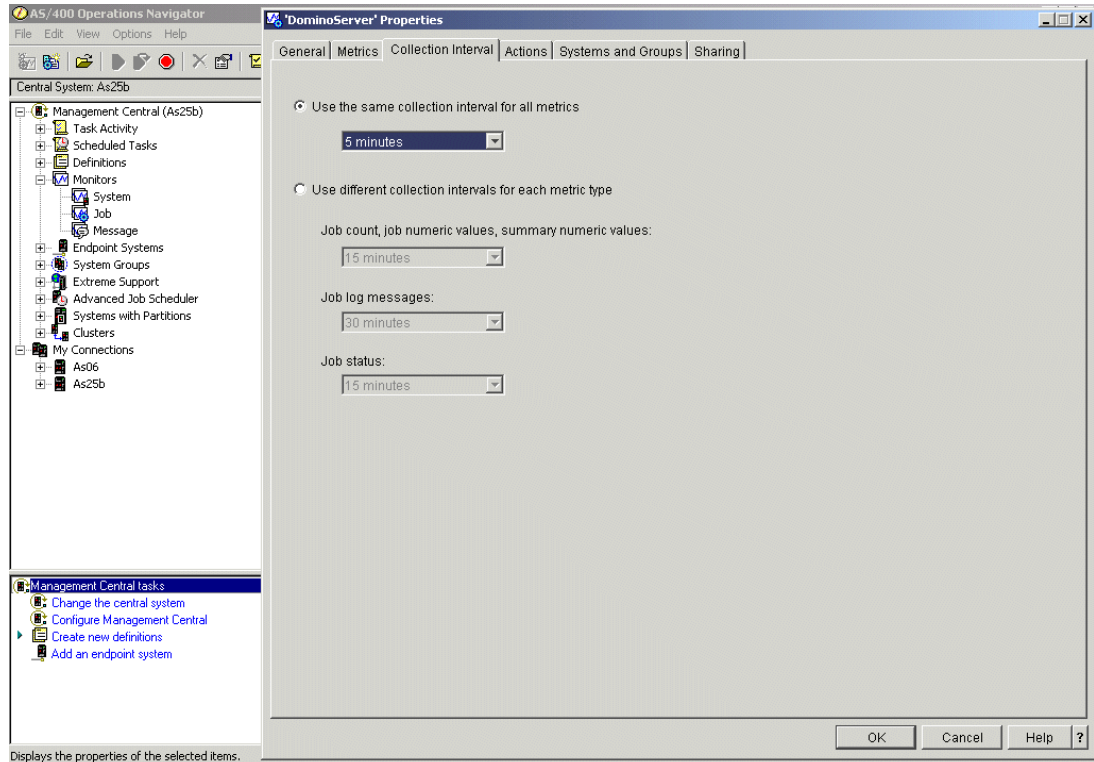 AS/400 Operations Navigator
File Edit View Options Help
Central System: As25b
Management Central (As25b)
Task Activity
Scheduled Tasks
Definitions
Monitors
System
Job
Message
Endpoint Systems
System Groups
Extreme Support
Advanced Job Scheduler
Systems with Partitions
Clusters
My Connections
As06
As25b
Management Central tasks
Change the central system
Configure Management Central
Create new definitions
Add an endpoint system
Displays the properties of the selected items.
'DominoServer' Properties
General Metrics Collection Interval Actions Systems and Groups Sharing
Use the same collection interval for all metrics
5 minutes
Use different collection intervals for each metric type
Job count, job numeric values, summary numeric values:
15 minutes
Job log messages:
30 minutes
Job status:
15 minutes
OK Cancel Help ?